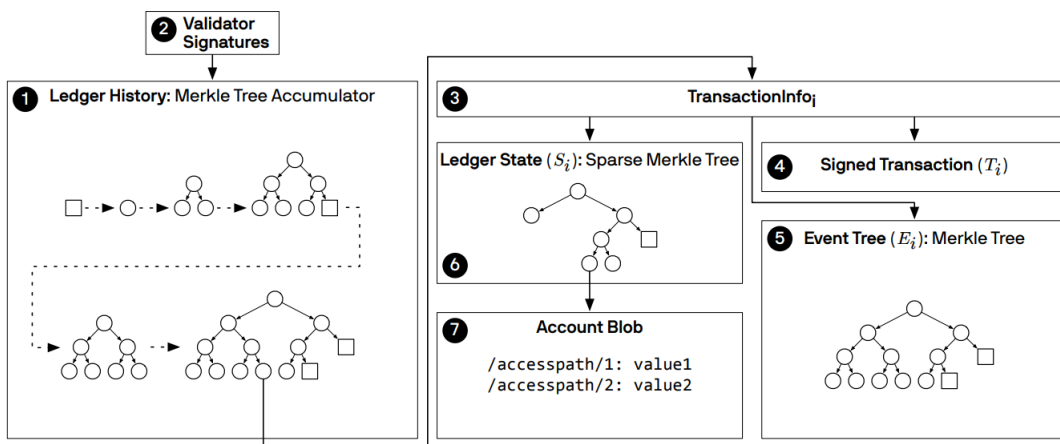 2 Validator
Signatures
1 Ledger History: Merkle Tree Accumulator
3 TransactionInfoᵢ
Ledger State (Sᵢ): Sparse Merkle Tree
6
4 Signed Transaction (Tᵢ)
5 Event Tree (Eᵢ): Merkle Tree
7 Account Blob
/accesspath/1: value1
/accesspath/2: value2